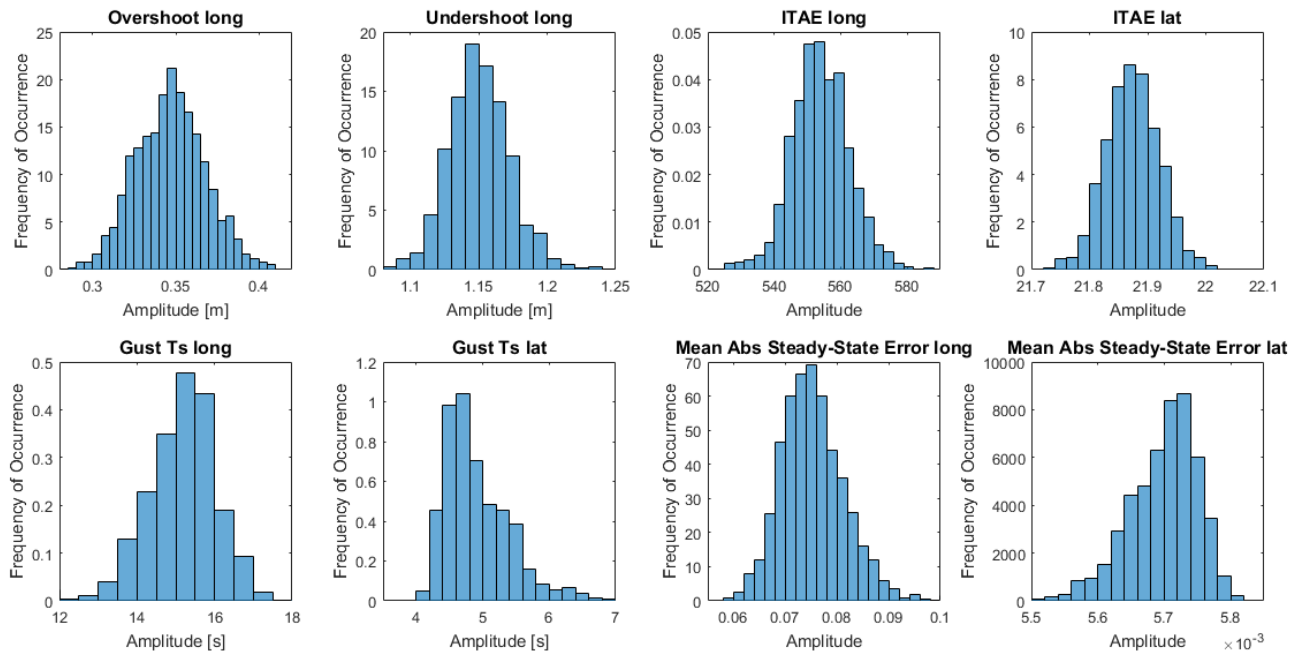 Overshoot long
25
20
15
10
5
0
Frequency of Occurrence
0.3 0.35 0.4
Amplitude [m]
Undershoot long
20
15
10
5
0
Frequency of Occurrence
1.1 1.15 1.2 1.25
Amplitude [m]
ITAE long
0.05
0.04
0.03
0.02
0.01
0
Frequency of Occurrence
520 540 560 580
Amplitude
ITAE lat
10
8
6
4
2
0
Frequency of Occurrence
21.7 21.8 21.9 22 22.1
Amplitude
Gust Ts long
0.5
0.4
0.3
0.2
0.1
0
Frequency of Occurrence
12 14 16 18
Amplitude [s]
Gust Ts lat
1.2
1
0.8
0.6
0.4
0.2
0
Frequency of Occurrence
4 5 6 7
Amplitude [s]
Mean Abs Steady-State Error long
70
60
50
40
30
20
10
0
Frequency of Occurrence
0.06 0.07 0.08 0.09 0.1
Amplitude
Mean Abs Steady-State Error lat
10000
8000
6000
4000
2000
0
Frequency of Occurrence
5.5 5.6 5.7 5.8
Amplitude
×10⁻³